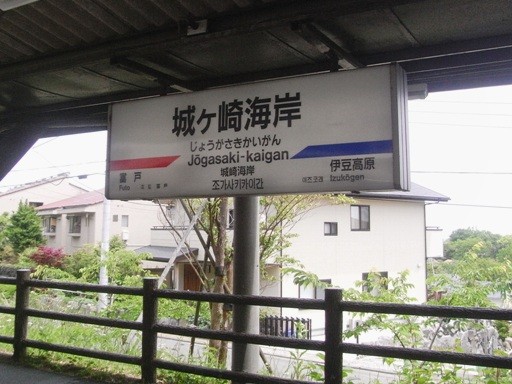 城ヶ崎海岸
じょうがさきかいがん
Jōgasaki-kaigan
城崎海岸
조가사키카이간
富戸
Futo
伊豆高原
Izukōgen